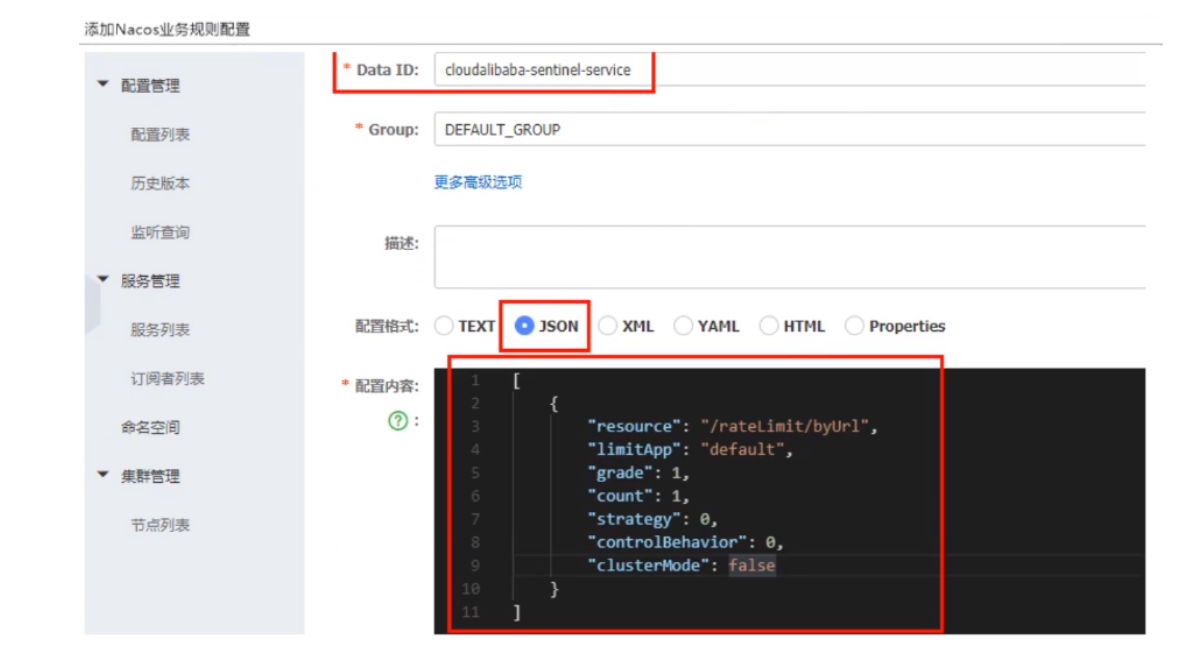 添加Nacos业务规则配置
配置管理
配置列表
历史版本
监听查询
服务管理
服务列表
订阅者列表
命名空间
集群管理
节点列表
* Data ID: cloudalibaba-sentinel-service
* Group: DEFAULT_GROUP
更多高级选项
描述:
配置格式: TEXT JSON XML YAML HTML Properties
* 配置内容:
? :
1 [
2 {
3 "resource": "/rateLimit/byUrl",
4 "limitApp": "default",
5 "grade": 1,
6 "count": 1,
7 "strategy": 0,
8 "controlBehavior": 0,
9 "clusterMode": false
10 }
11 ]